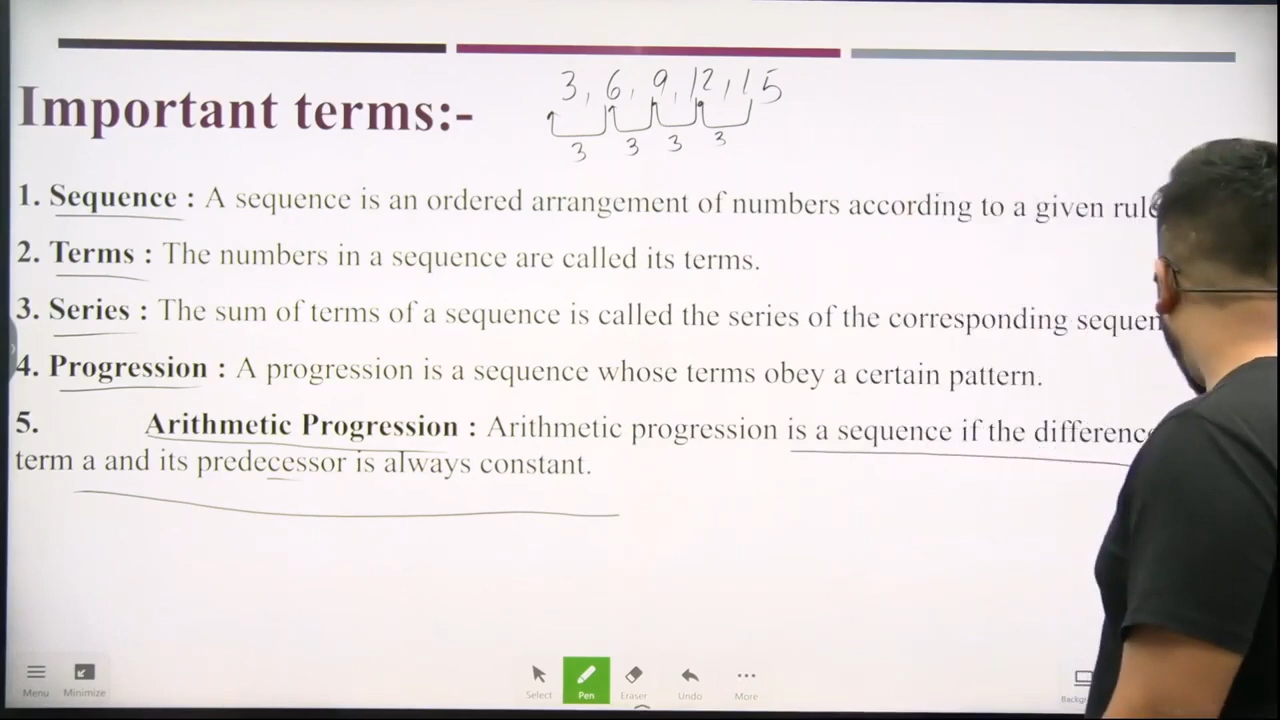 3, 6, 9, 12, 15
3 3 3 3
Important terms:-
1. Sequence : A sequence is an ordered arrangement of numbers according to a given
2. Terms : The numbers in a sequence are called its terms.
3. Series : The sum of terms of a sequence is called the series of the corresponding
4. Progression : A progression is a sequence whose terms obey a certain pattern.
5. Arithmetic Progression : Arithmetic progression is a sequence if the
term a and its predecessor is always constant.
Menu Minimize Select Pen Eraser Undo More